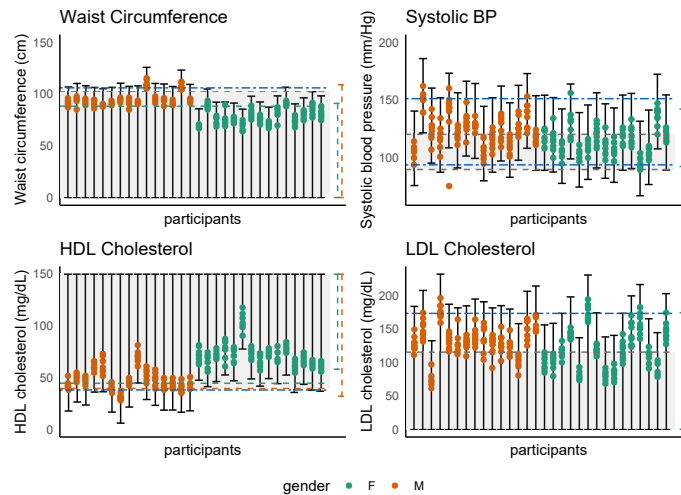 Waist Circumference
Waist circumference (cm)
150
100
50
0
participants
Systolic BP
Systolic blood pressure (mm/Hg)
200
150
100
participants
HDL Cholesterol
HDL cholesterol (mg/dL)
150
100
50
0
participants
LDL Cholesterol
LDL cholesterol (mg/dL)
200
150
100
50
0
participants
gender F M